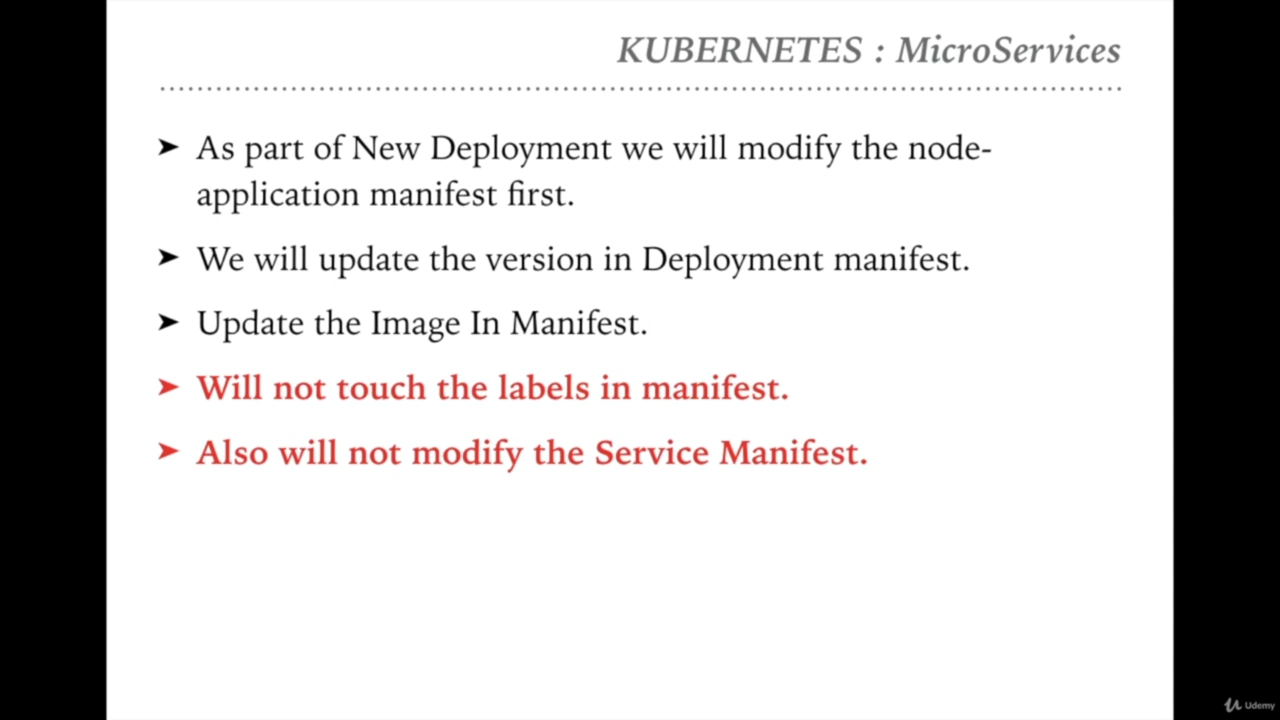 KUBERNETES : MicroServices
➤ As part of New Deployment we will modify the node-
application manifest first.
➤ We will update the version in Deployment manifest.
➤ Update the Image In Manifest.
➤ Will not touch the labels in manifest.
➤ Also will not modify the Service Manifest.
Udemy